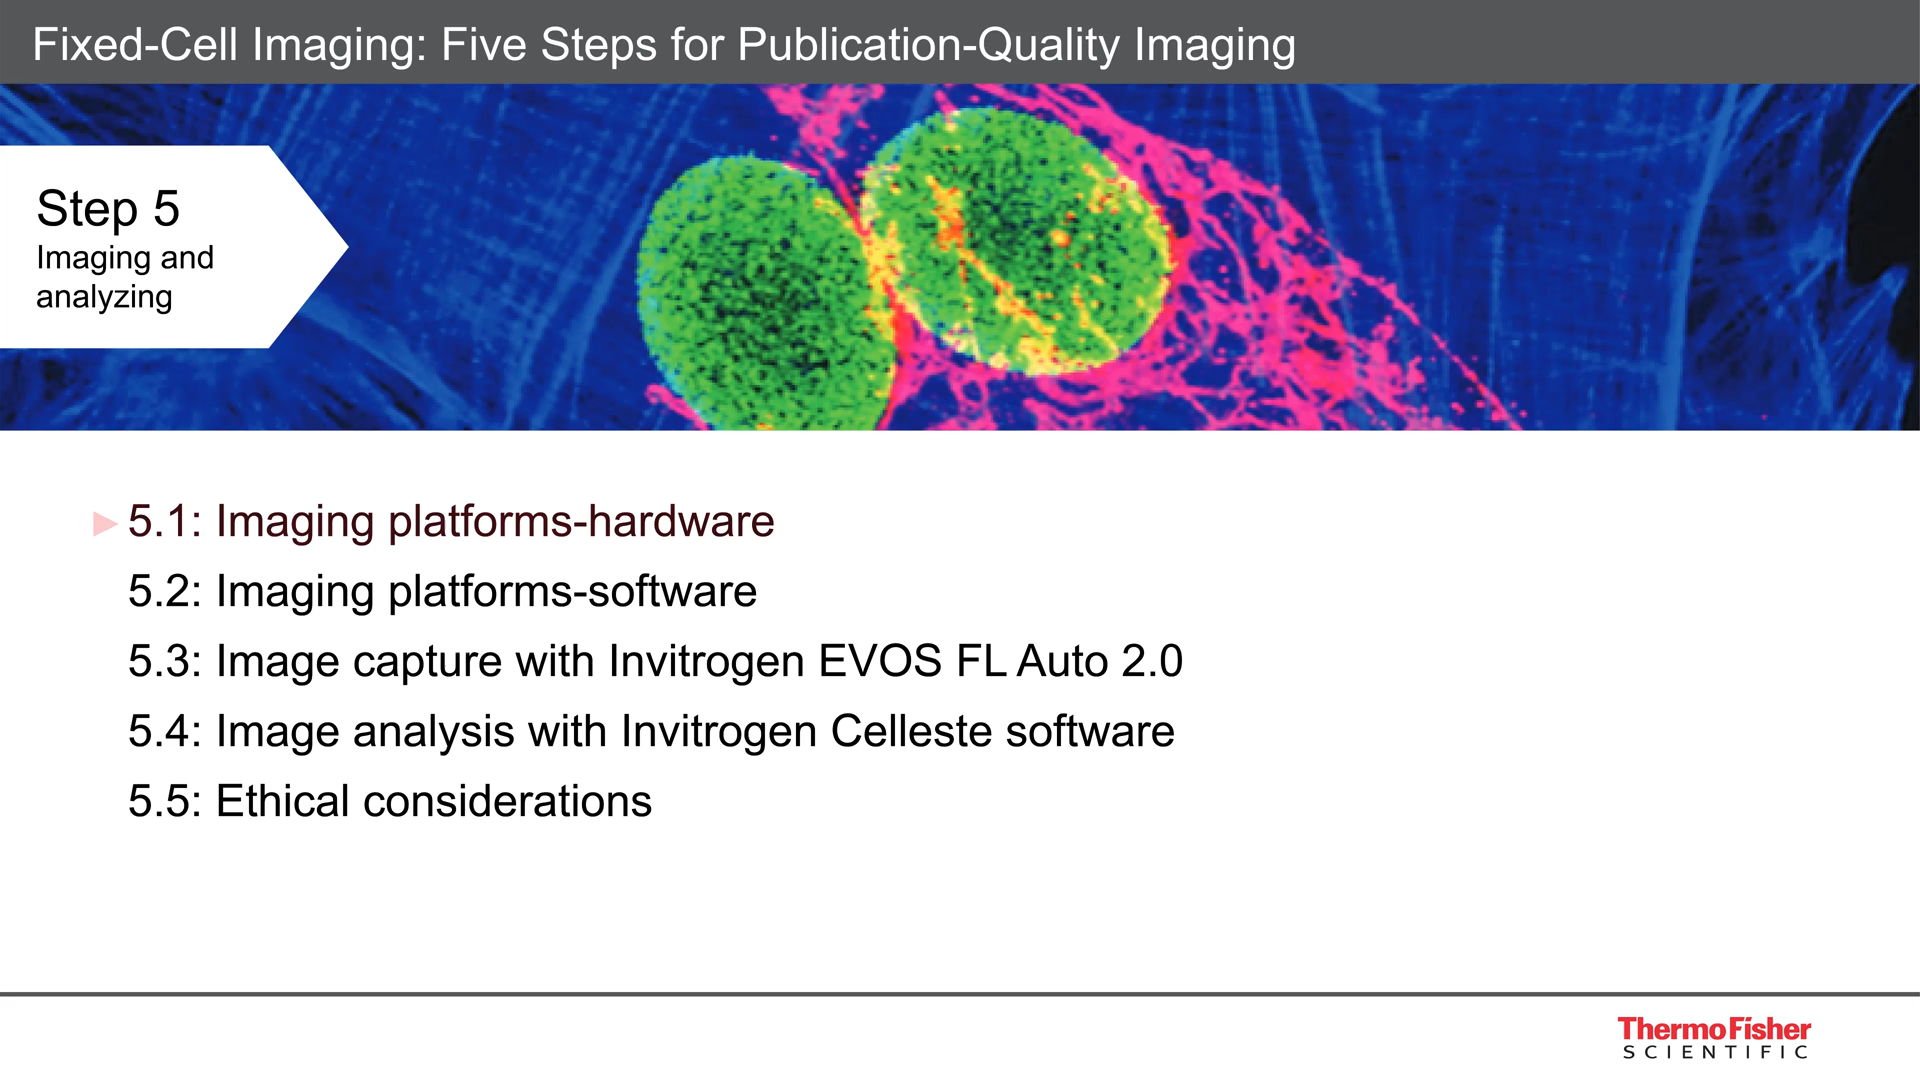 Fixed-Cell Imaging: Five Steps for Publication-Quality Imaging
Step 5
Imaging and
analyzing
5.1: Imaging platforms-hardware
5.2: Imaging platforms-software
5.3: Image capture with Invitrogen EVOS FL Auto 2.0
5.4: Image analysis with Invitrogen Celleste software
5.5: Ethical considerations
ThermoFisher
SCIENTIFIC